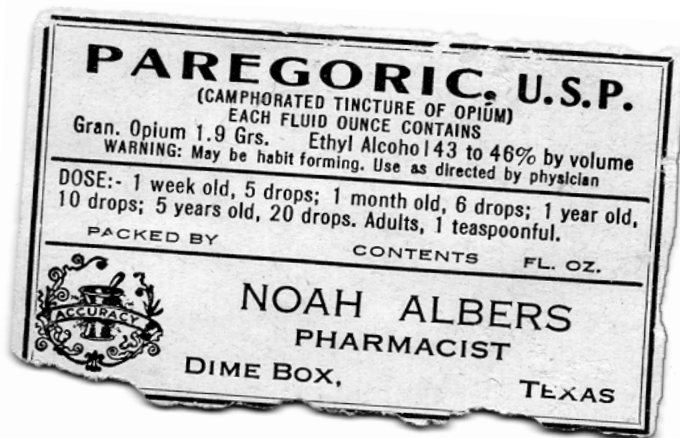 PAREGORIC, U.S.P.
(CAMPHORATED TINCTURE OF OPIUM)
EACH FLUID OUNCE CONTAINS
Gran. Opium 1.9 Grs. Ethyl Alcohol 43 to 46% by volume
WARNING: May be habit forming. Use as directed by physician
DOSE:- 1 week old, 5 drops; 1 month old, 6 drops; 1 year old,
10 drops; 5 years old, 20 drops. Adults, 1 teaspoonful.
PACKED BY CONTENTS FL. OZ.
ACCURACY
NOAH ALBERS
PHARMACIST
DIME BOX, TEXAS